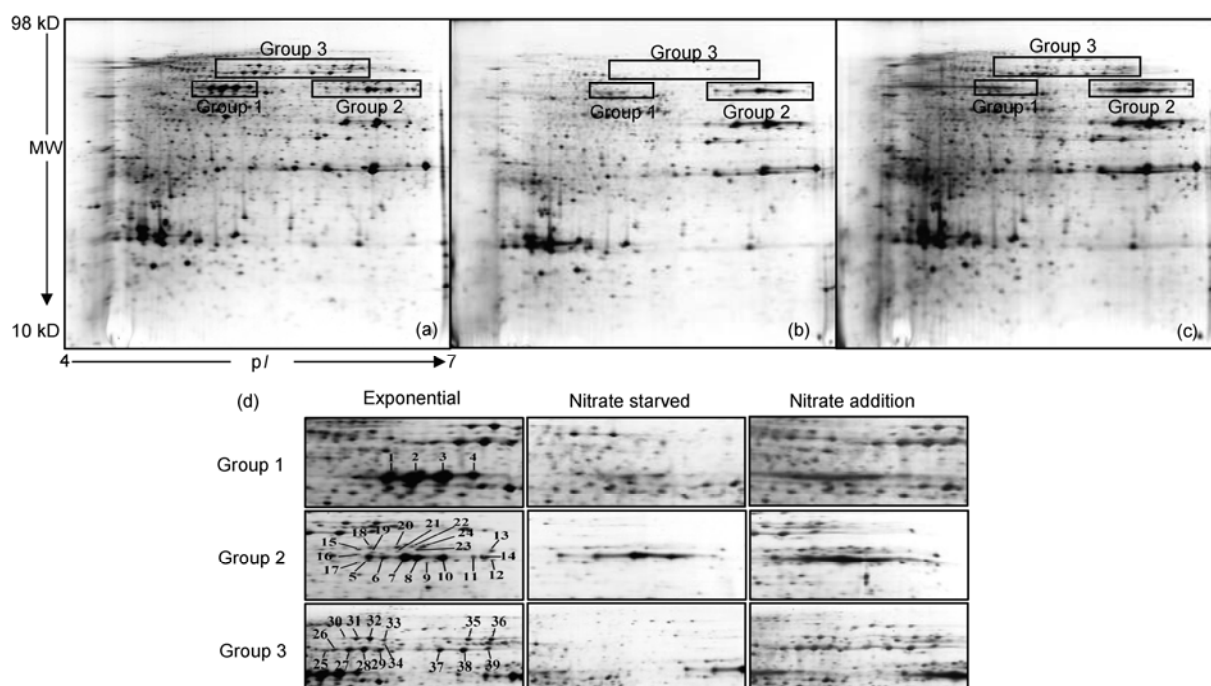 98 kD
MW
10 kD
Group 3
Group 1
Group 2
(a)
Group 3
Group 1
Group 2
(b)
Group 3
Group 1
Group 2
(c)
4 pI 7
(d)
Exponential Nitrate starved Nitrate addition
Group 1
1 2 3 4
Group 2
18 19 20 21 22
15 24 13
16 23 14
17 5 6 7 8 9 10 11 12
Group 3
30 31 32 33 35 36
26
25 27 28 29 34 37 38 39